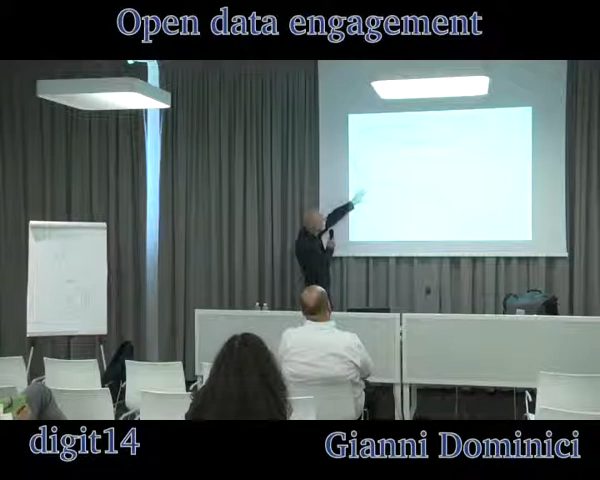 Open data engagement
digit14
Gianni Dominici